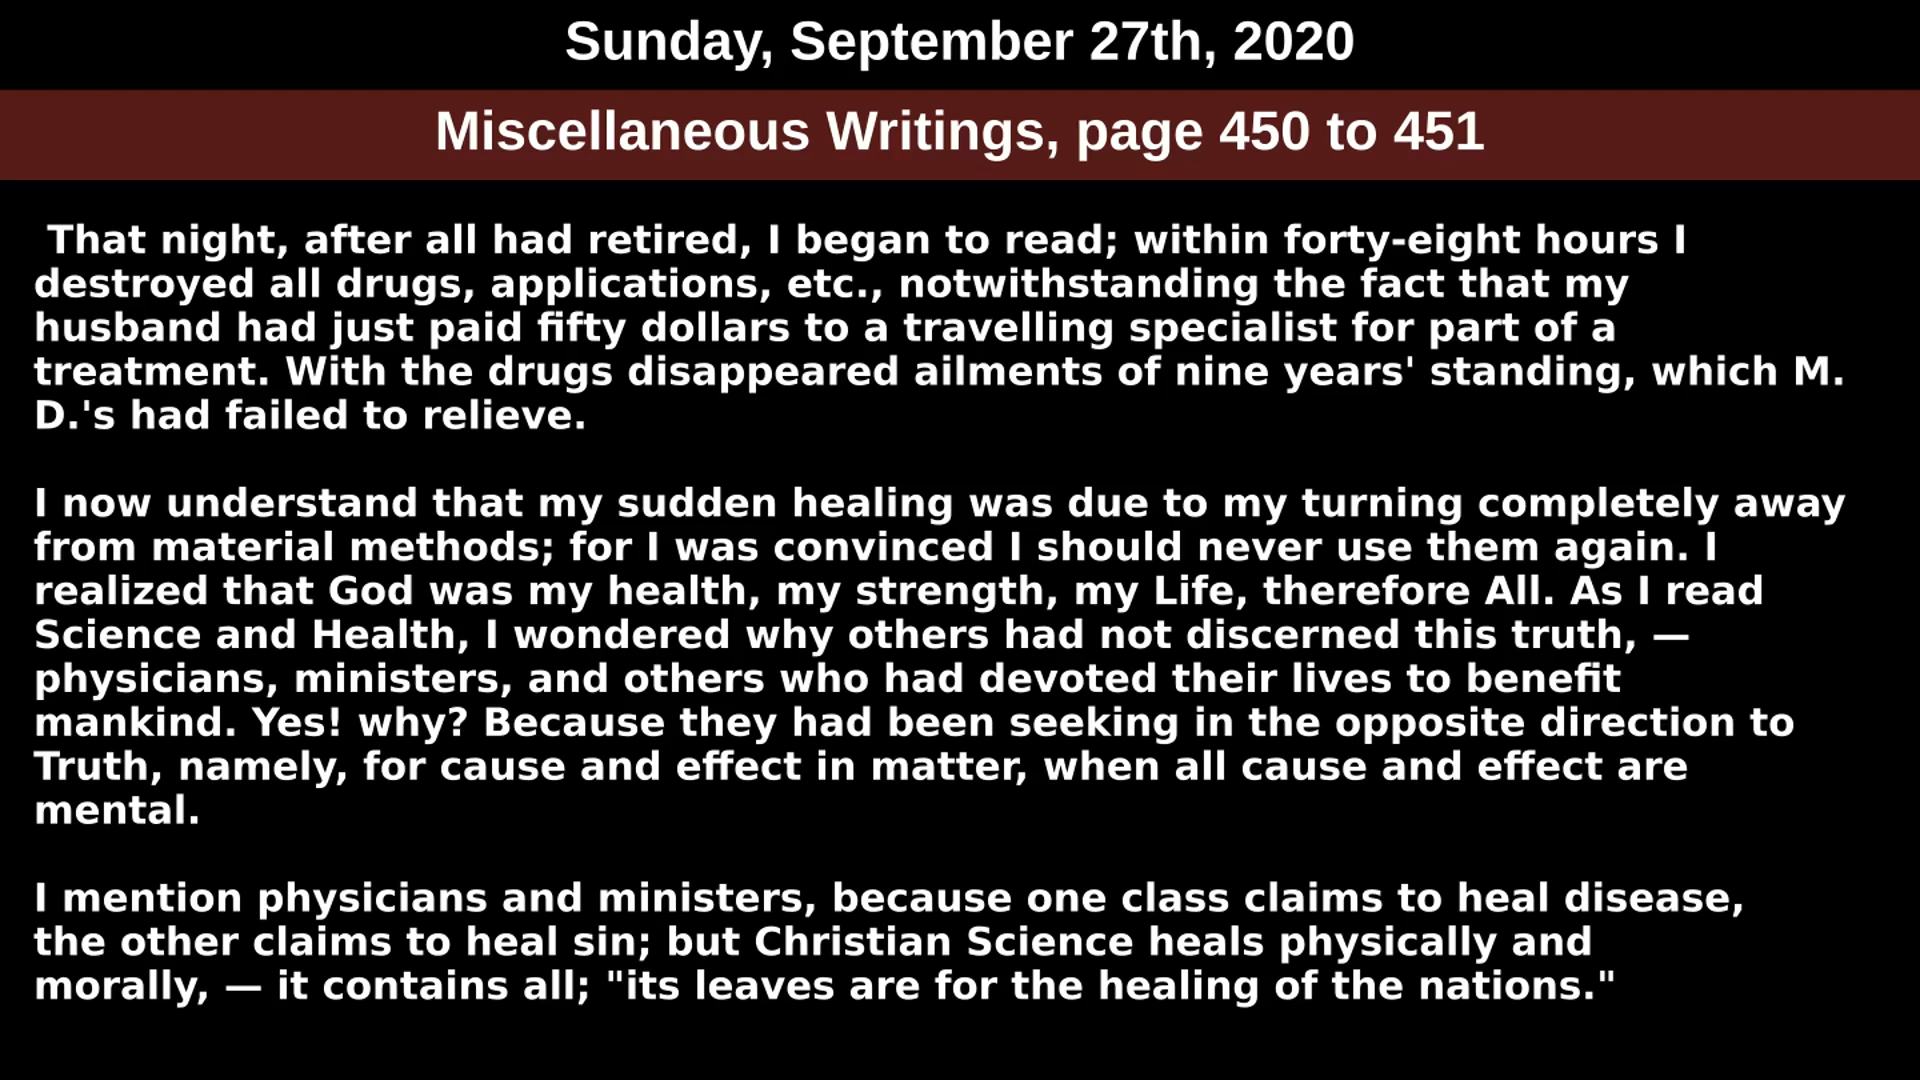 Sunday, September 27th, 2020
Miscellaneous Writings, page 450 to 451
That night, after all had retired, I began to read; within forty-eight hours I
destroyed all drugs, applications, etc., notwithstanding the fact that my
husband had just paid fifty dollars to a travelling specialist for part of a
treatment. With the drugs disappeared ailments of nine years' standing, which M.
D.'s had failed to relieve.
I now understand that my sudden healing was due to my turning completely away
from material methods; for I was convinced I should never use them again. I
realized that God was my health, my strength, my Life, therefore All. As I read
Science and Health, I wondered why others had not discerned this truth, —
physicians, ministers, and others who had devoted their lives to benefit
mankind. Yes! why? Because they had been seeking in the opposite direction to
Truth, namely, for cause and effect in matter, when all cause and effect are
mental.
I mention physicians and ministers, because one class claims to heal disease,
the other claims to heal sin; but Christian Science heals physically and
morally, — it contains all; "its leaves are for the healing of the nations."